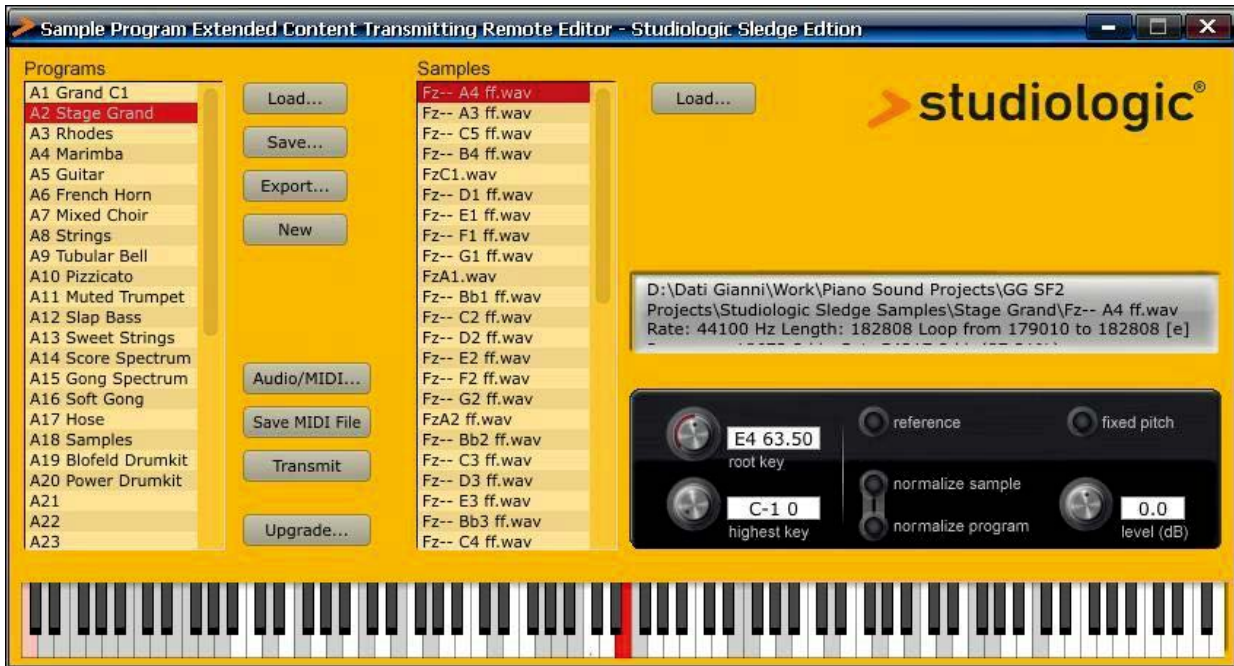 Sample Program Extended Content Transmitting Remote Editor - Studiologic Sledge Edtion
Programs
A1 Grand C1
A2 Stage Grand
A3 Rhodes
A4 Marimba
A5 Guitar
A6 French Horn
A7 Mixed Choir
A8 Strings
A9 Tubular Bell
A10 Pizzicato
A11 Muted Trumpet
A12 Slap Bass
A13 Sweet Strings
A14 Score Spectrum
A15 Gong Spectrum
A16 Soft Gong
A17 Hose
A18 Samples
A19 Blofeld Drumkit
A20 Power Drumkit
A21
A22
A23
Load...
Save...
Export...
New
Audio/MIDI...
Save MIDI File
Transmit
Upgrade...
Samples
Fz-- A4 ff.wav
Fz-- A3 ff.wav
Fz-- C5 ff.wav
Fz-- B4 ff.wav
FzC1.wav
Fz-- D1 ff.wav
Fz-- E1 ff.wav
Fz-- F1 ff.wav
Fz-- G1 ff.wav
FzA1.wav
Fz-- Bb1 ff.wav
Fz-- C2 ff.wav
Fz-- D2 ff.wav
Fz-- E2 ff.wav
Fz-- F2 ff.wav
Fz-- G2 ff.wav
FzA2 ff.wav
Fz-- Bb2 ff.wav
Fz-- C3 ff.wav
Fz-- D3 ff.wav
Fz-- E3 ff.wav
Fz-- Bb3 ff.wav
Fz-- C4 ff.wav
Load...
studiologic®
D:\Dati Gianni\Work\Piano Sound Projects\GG SF2
Projects\Studiologic Sledge Samples\Stage Grand\Fz-- A4 ff.wav
Rate: 44100 Hz Length: 182808 Loop from 179010 to 182808 [e]
E4 63.50
root key
C-1 0
highest key
reference
normalize sample
normalize program
fixed pitch
0.0
level (dB)